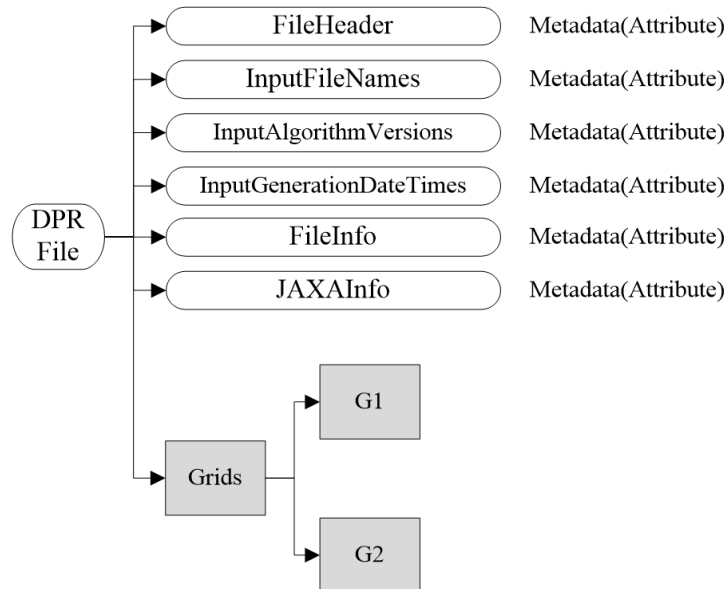 FileHeader Metadata(Attribute)
InputFileNames Metadata(Attribute)
InputAlgorithmVersions Metadata(Attribute)
InputGenerationDateTimes Metadata(Attribute)
DPR
File
FileInfo Metadata(Attribute)
JAXAInfo Metadata(Attribute)
G1
Grids
G2